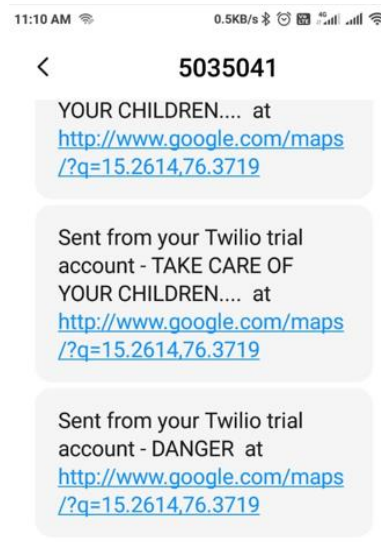 11:10 AM
0.5KB/s
4G
5035041
YOUR CHILDREN.... at
http://www.google.com/maps
/?q=15.2614,76.3719
Sent from your Twilio trial
account - TAKE CARE OF
YOUR CHILDREN.... at
http://www.google.com/maps
/?q=15.2614,76.3719
Sent from your Twilio trial
account - DANGER at
http://www.google.com/maps
/?q=15.2614,76.3719